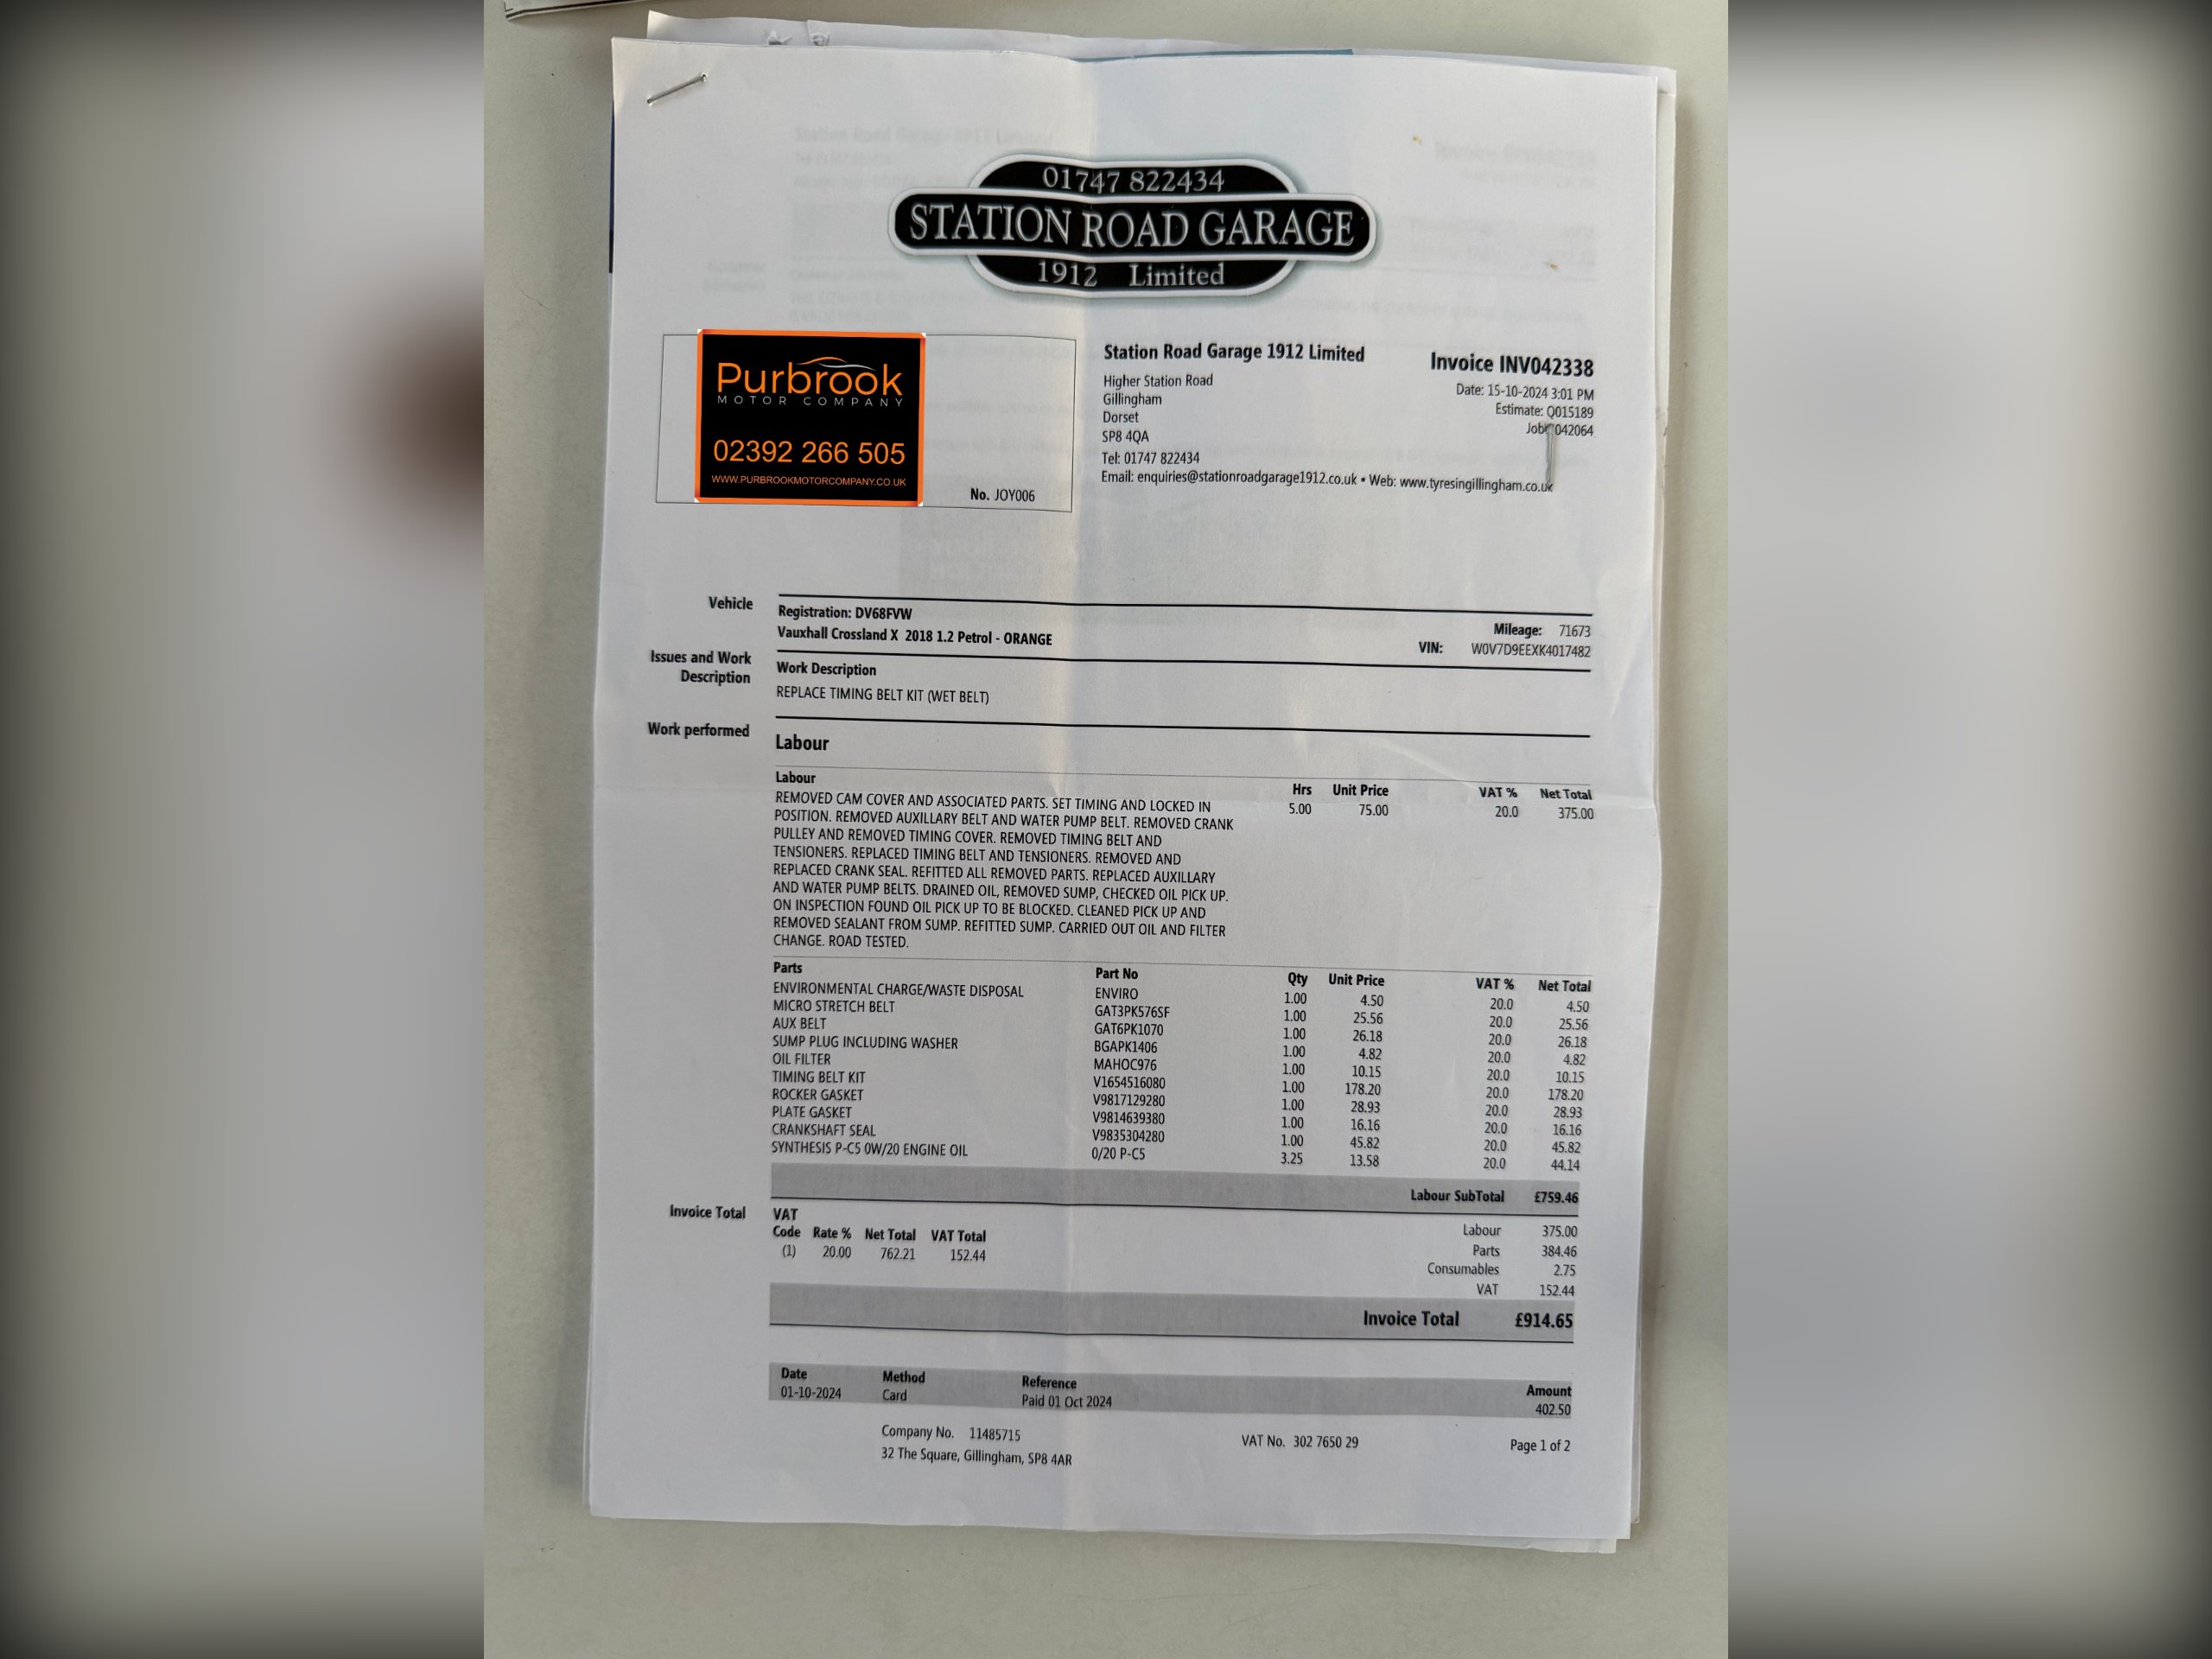 01747 822434
STATION ROAD GARAGE
1912 Limited
Purbrook
MOTOR COMPANY
02392 266 505
WWW.PURBROOKMOTORCOMPANY.CO.UK
No. JOY006
Station Road Garage 1912 Limited
Higher Station Road
Gillingham
Dorset
SP8 4QA
Tel: 01747 822434
Email: enquiries@stationroadgarage1912.co.uk • Web: www.tyresingillingham.co.uk
Invoice INV042338
Date: 15-10-2024 3:01 PM
Estimate: Q015189
Job: 042064
Vehicle
Registration: DV68FVW
Vauxhall Crossland X 2018 1.2 Petrol - ORANGE
Mileage: 71673
VIN: W0V7D9EEXK4017482
Issues and Work Description
Work Description
REPLACE TIMING BELT KIT (WET BELT)
Work performed
Labour
Labour Hrs Unit Price VAT % Net Total
REMOVED CAM COVER AND ASSOCIATED PARTS. SET TIMING AND LOCKED IN 5.00 75.00 20.0 375.00
POSITION. REMOVED AUXILLARY BELT AND WATER PUMP BELT. REMOVED CRANK
PULLEY AND REMOVED TIMING COVER. REMOVED TIMING BELT AND
TENSIONERS. REPLACED TIMING BELT AND TENSIONERS. REMOVED AND
REPLACED CRANK SEAL. REFITTED ALL REMOVED PARTS. REPLACED AUXILLARY
AND WATER PUMP BELTS. DRAINED OIL, REMOVED SUMP, CHECKED OIL PICK UP.
ON INSPECTION FOUND OIL PICK UP TO BE BLOCKED. CLEANED PICK UP AND
REMOVED SEALANT FROM SUMP. REFITTED SUMP. CARRIED OUT OIL AND FILTER
CHANGE. ROAD TESTED.
Parts Part No Qty Unit Price VAT % Net Total
ENVIRONMENTAL CHARGE/WASTE DISPOSAL ENVIRO 1.00 4.50 20.0 4.50
MICRO STRETCH BELT GAT3PK576SF 1.00 25.56 20.0 25.56
AUX BELT GAT6PK1070 1.00 26.18 20.0 26.18
SUMP PLUG INCLUDING WASHER BGAPK1406 1.00 4.82 20.0 4.82
OIL FILTER MAHOC976 1.00 10.15 20.0 10.15
TIMING BELT KIT V1654516080 1.00 178.20 20.0 178.20
ROCKER GASKET V9817129280 1.00 28.93 20.0 28.93
PLATE GASKET V9814639380 1.00 16.16 20.0 16.16
CRANKSHAFT SEAL V9835304280 1.00 45.82 20.0 45.82
SYNTHESIS P-C5 0W/20 ENGINE OIL 0/20 P-C5 3.25 13.58 20.0 44.14
Labour SubTotal £759.46
Invoice Total
VAT
Code Rate % Net Total VAT Total
(1) 20.00 762.21 152.44
Labour 375.00
Parts 384.46
Consumables 2.75
VAT 152.44
Invoice Total £914.65
Date Method Reference Amount
01-10-2024 Card Paid 01 Oct 2024 402.50
Company No. 11485715
32 The Square, Gillingham, SP8 4AR
VAT No. 302 7650 29
Page 1 of 2